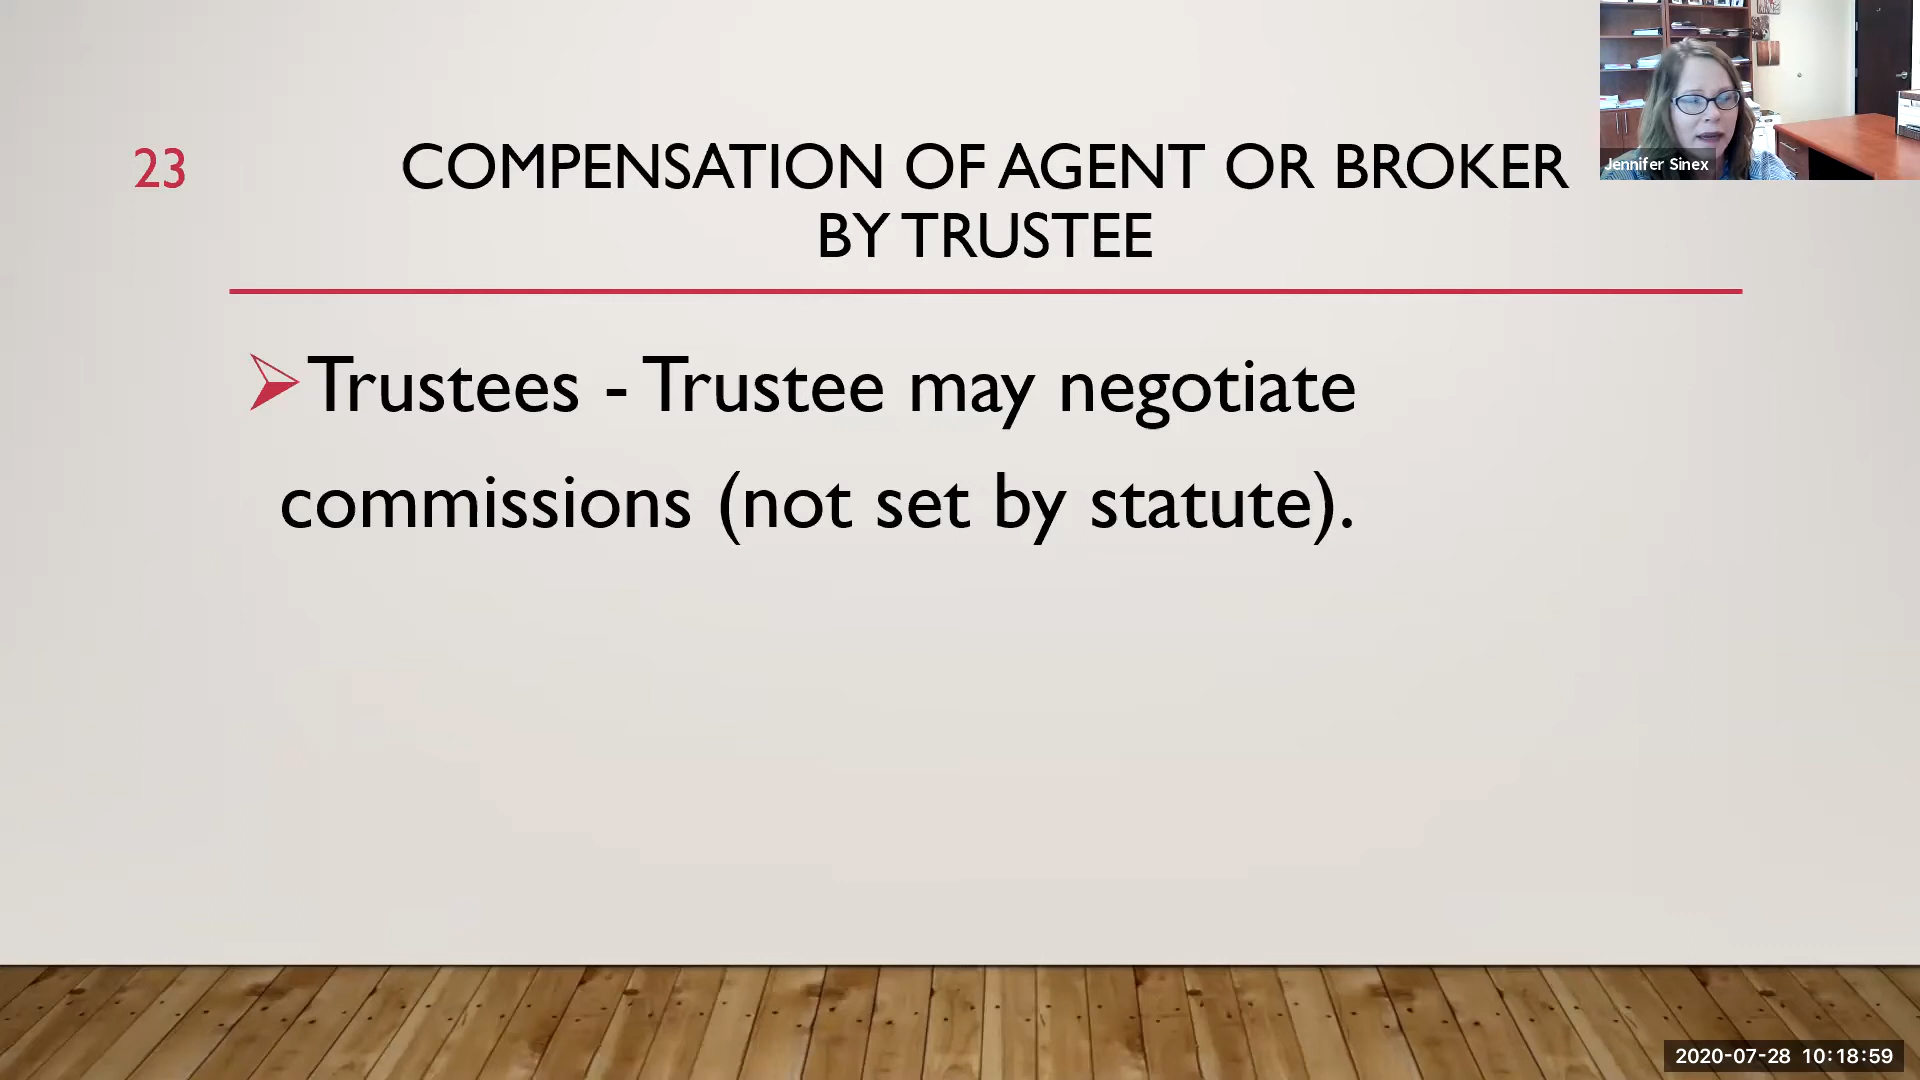 23
COMPENSATION OF AGENT OR BROKER
BY TRUSTEE
Jennifer Sinex
Trustees - Trustee may negotiate
commissions (not set by statute).
2020-07-28 10:18:59